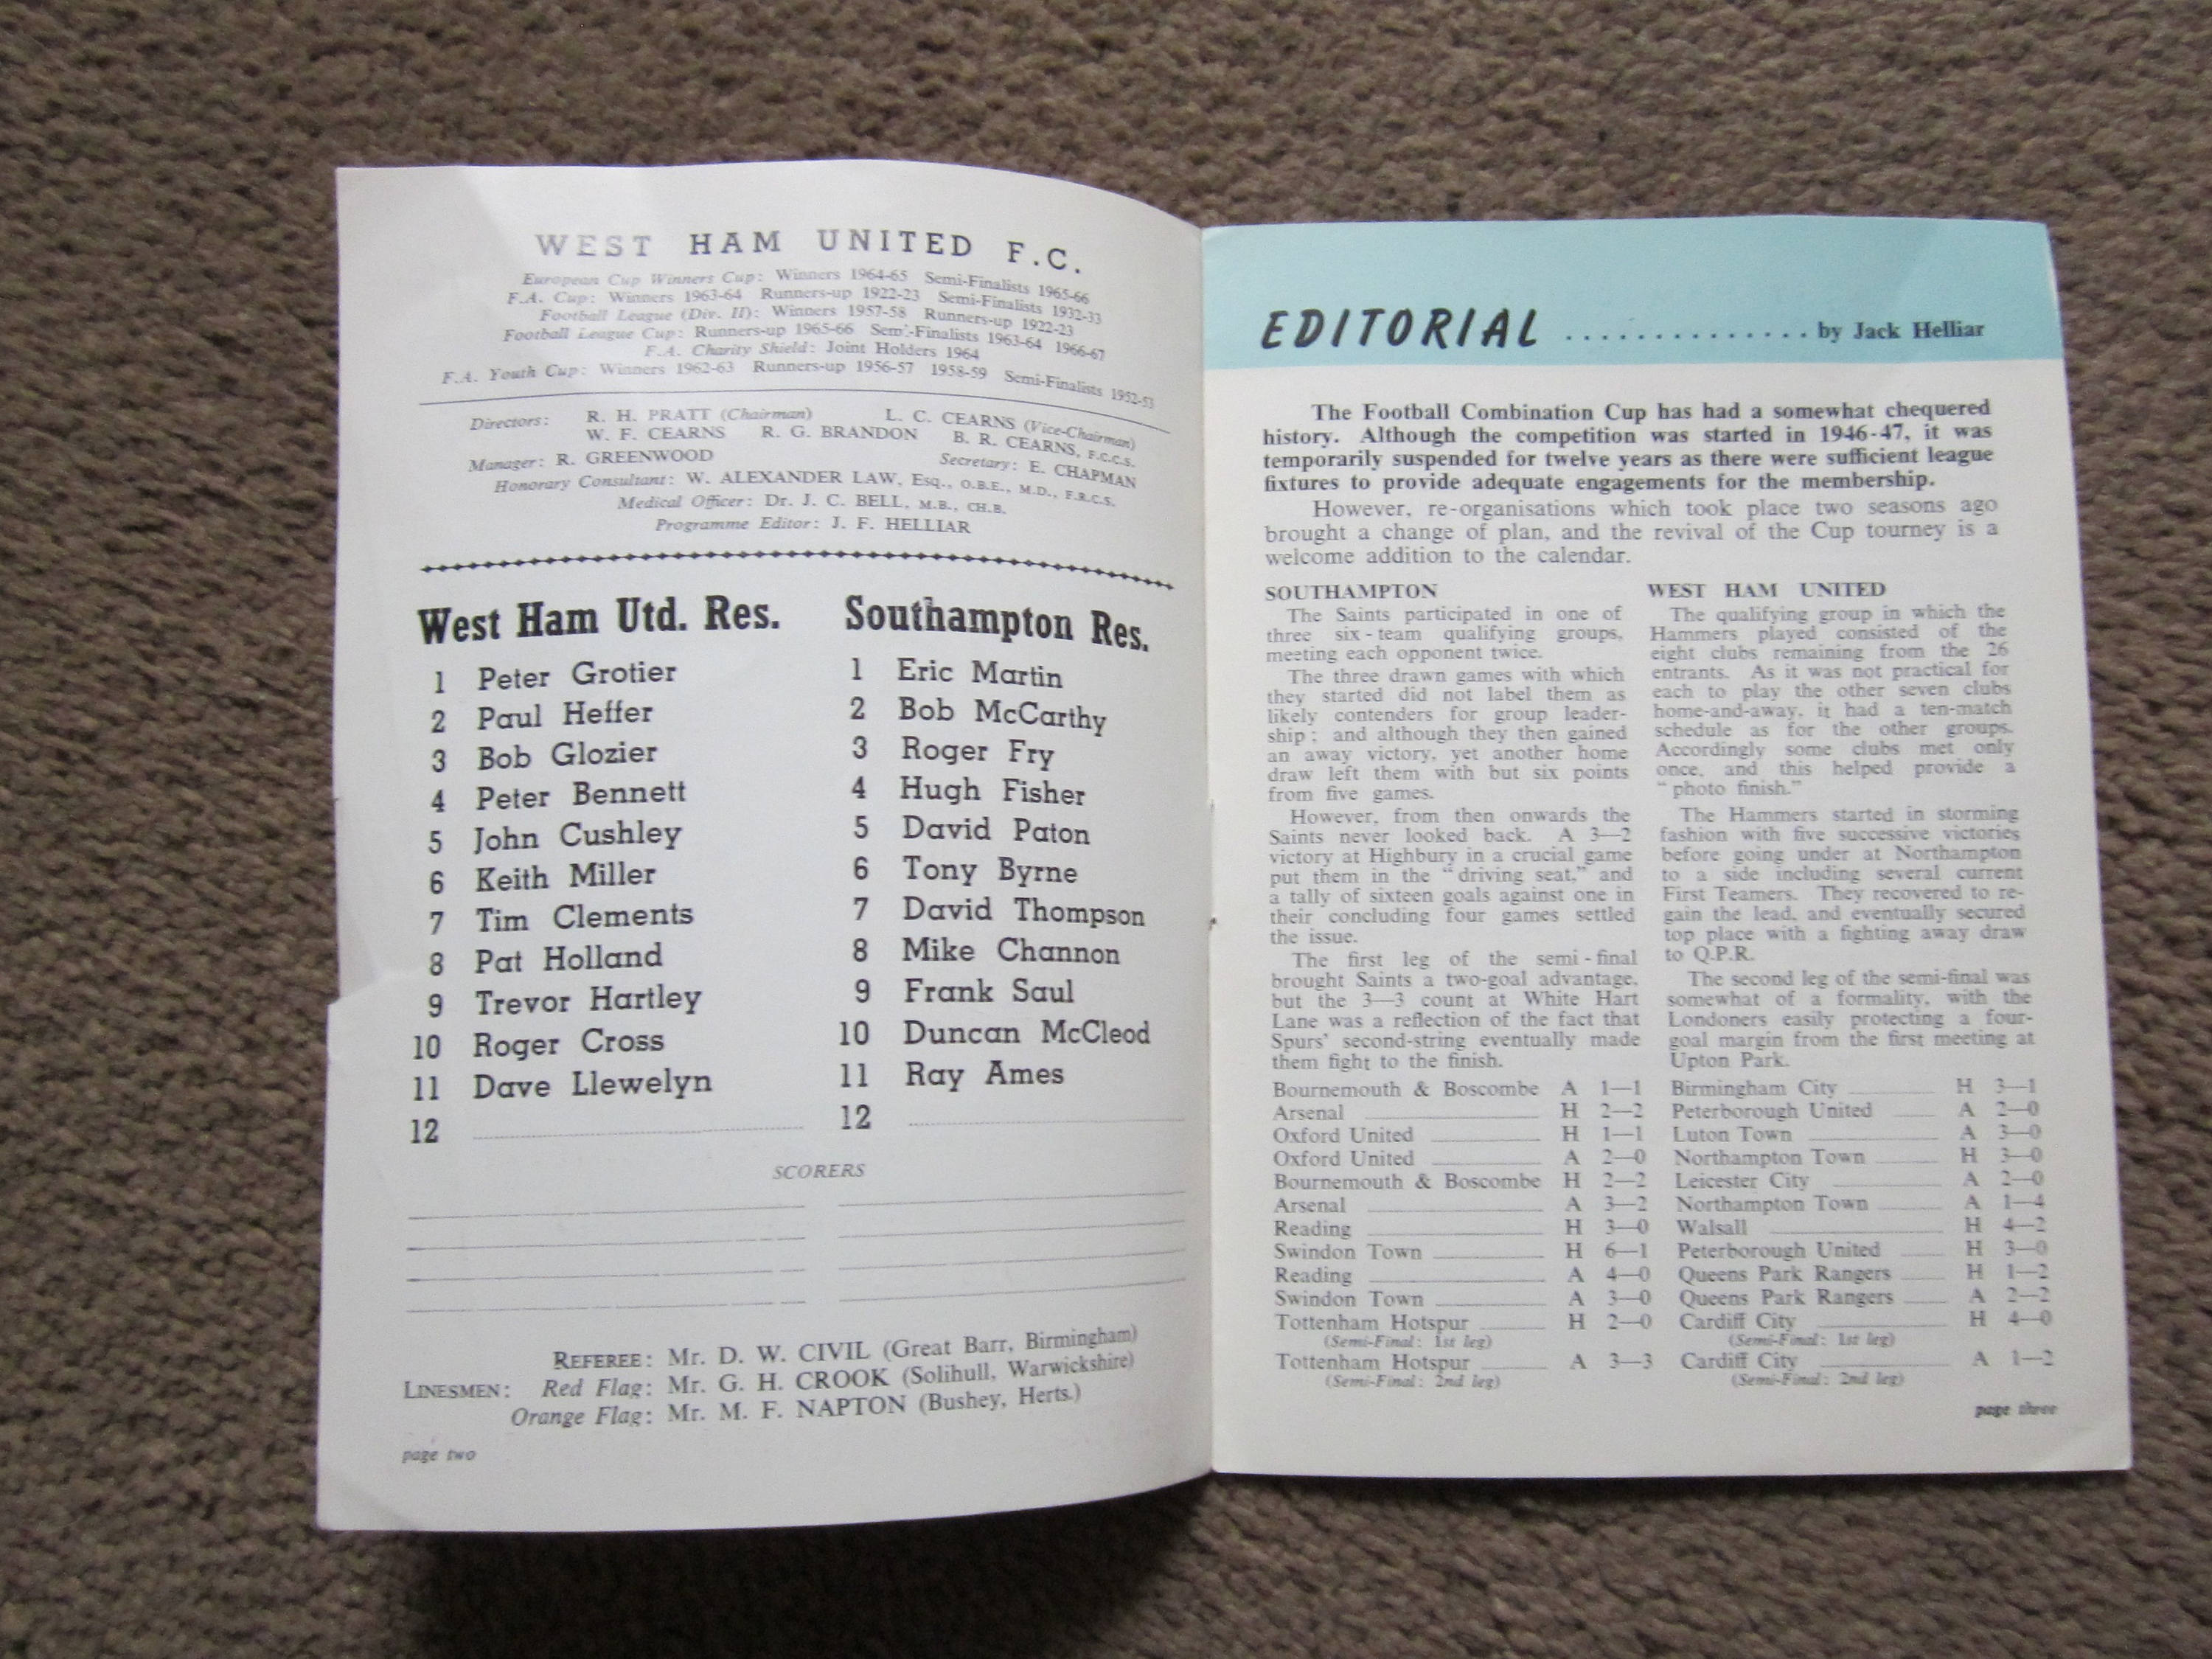 WEST HAM UNITED F.C.
European Cup Winners Cup: Winners 1964-65 Semi-Finalists 1965-66
F.A. Cup: Winners 1963-64 Runners-up 1922-23 Semi-Finalists 1932-33
Football League (Div. II): Winners 1957-58 Runners-up 1922-23
Football League Cup: Runners-up 1965-66 Semi-Finalists 1963-64 1966-67
F.A. Charity Shield: Joint Holders 1964
F.A. Youth Cup: Winners 1962-63 Runners-up 1956-57 1958-59 Semi-Finalists 1952-53
Directors: R. H. PRATT (Chairman) L. C. CEARNS (Vice-Chairman)
W. F. CEARNS R. G. BRANDON B. R. CEARNS, F.C.C.S.
Manager: R. GREENWOOD Secretary: E. CHAPMAN
Honorary Consultant: W. ALEXANDER LAW, Esq., O.B.E., M.D., F.R.C.S.
Medical Officer: Dr. J. C. BELL, M.B., CH.B.
Programme Editor: J. F. HELLIAR
West Ham Utd. Res.
1 Peter Grotier
2 Paul Heffer
3 Bob Glozier
4 Peter Bennett
5 John Cushley
6 Keith Miller
7 Tim Clements
8 Pat Holland
9 Trevor Hartley
10 Roger Cross
11 Dave Llewelyn
12
Southampton Res.
1 Eric Martin
2 Bob McCarthy
3 Roger Fry
4 Hugh Fisher
5 David Paton
6 Tony Byrne
7 David Thompson
8 Mike Channon
9 Frank Saul
10 Duncan McCleod
11 Ray Ames
12
SCORERS
REFEREE: Mr. D. W. CIVIL (Great Barr, Birmingham)
LINESMEN: Red Flag: Mr. G. H. CROOK (Solihull, Warwickshire)
Orange Flag: Mr. M. F. NAPTON (Bushey, Herts.)
page two
EDITORIAL .............. by Jack Helliar
The Football Combination Cup has had a somewhat chequered
history. Although the competition was started in 1946-47, it was
temporarily suspended for twelve years as there were sufficient league
fixtures to provide adequate engagements for the membership.
However, re-organisations which took place two seasons ago
brought a change of plan, and the revival of the Cup tourney is a
welcome addition to the calendar.
SOUTHAMPTON
The Saints participated in one of
three six-team qualifying groups,
meeting each opponent twice.
The three drawn games with which
they started did not label them as
likely contenders for group leader-
ship; and although they then gained
an away victory, yet another home
draw left them with but six points
from five games.
However, from then onwards the
Saints never looked back. A 3—2
victory at Highbury in a crucial game
put them in the "driving seat," and
a tally of sixteen goals against one in
their concluding four games settled
the issue.
The first leg of the semi-final
brought Saints a two-goal advantage,
but the 3—3 count at White Hart
Lane was a reflection of the fact that
Spurs' second-string eventually made
them fight to the finish.
Bournemouth & Boscombe A 1—1
Arsenal H 2—2
Oxford United H 1—1
Oxford United A 2—0
Bournemouth & Boscombe H 2—2
Arsenal A 3—2
Reading H 3—0
Swindon Town H 6—1
Reading A 4—0
Swindon Town A 3—0
Tottenham Hotspur H 2—0
(Semi-Final: 1st leg)
Tottenham Hotspur A 3—3
(Semi-Final: 2nd leg)
WEST HAM UNITED
The qualifying group in which the
Hammers played consisted of the
eight clubs remaining from the 26
entrants. As it was not practical for
each to play the other seven clubs
home-and-away, it had a ten-match
schedule as for the other groups.
Accordingly some clubs met only
once, and this helped provide a
"photo finish."
The Hammers started in storming
fashion with five successive victories
before going under at Northampton
to a side including several current
First Teamers. They recovered to re-
gain the lead, and eventually secured
top place with a fighting away draw
to Q.P.R.
The second leg of the semi-final was
somewhat of a formality, with the
Londoners easily protecting a four-
goal margin from the first meeting at
Upton Park.
Birmingham City H 3—1
Peterborough United A 2—0
Luton Town A 3—0
Northampton Town H 3—0
Leicester City A 2—0
Northampton Town A 1—4
Walsall H 4—2
Peterborough United H 3—0
Queens Park Rangers H 1—2
Queens Park Rangers A 2—2
Cardiff City H 4—0
(Semi-Final: 1st leg)
Cardiff City A 1—2
(Semi-Final: 2nd leg)
page three